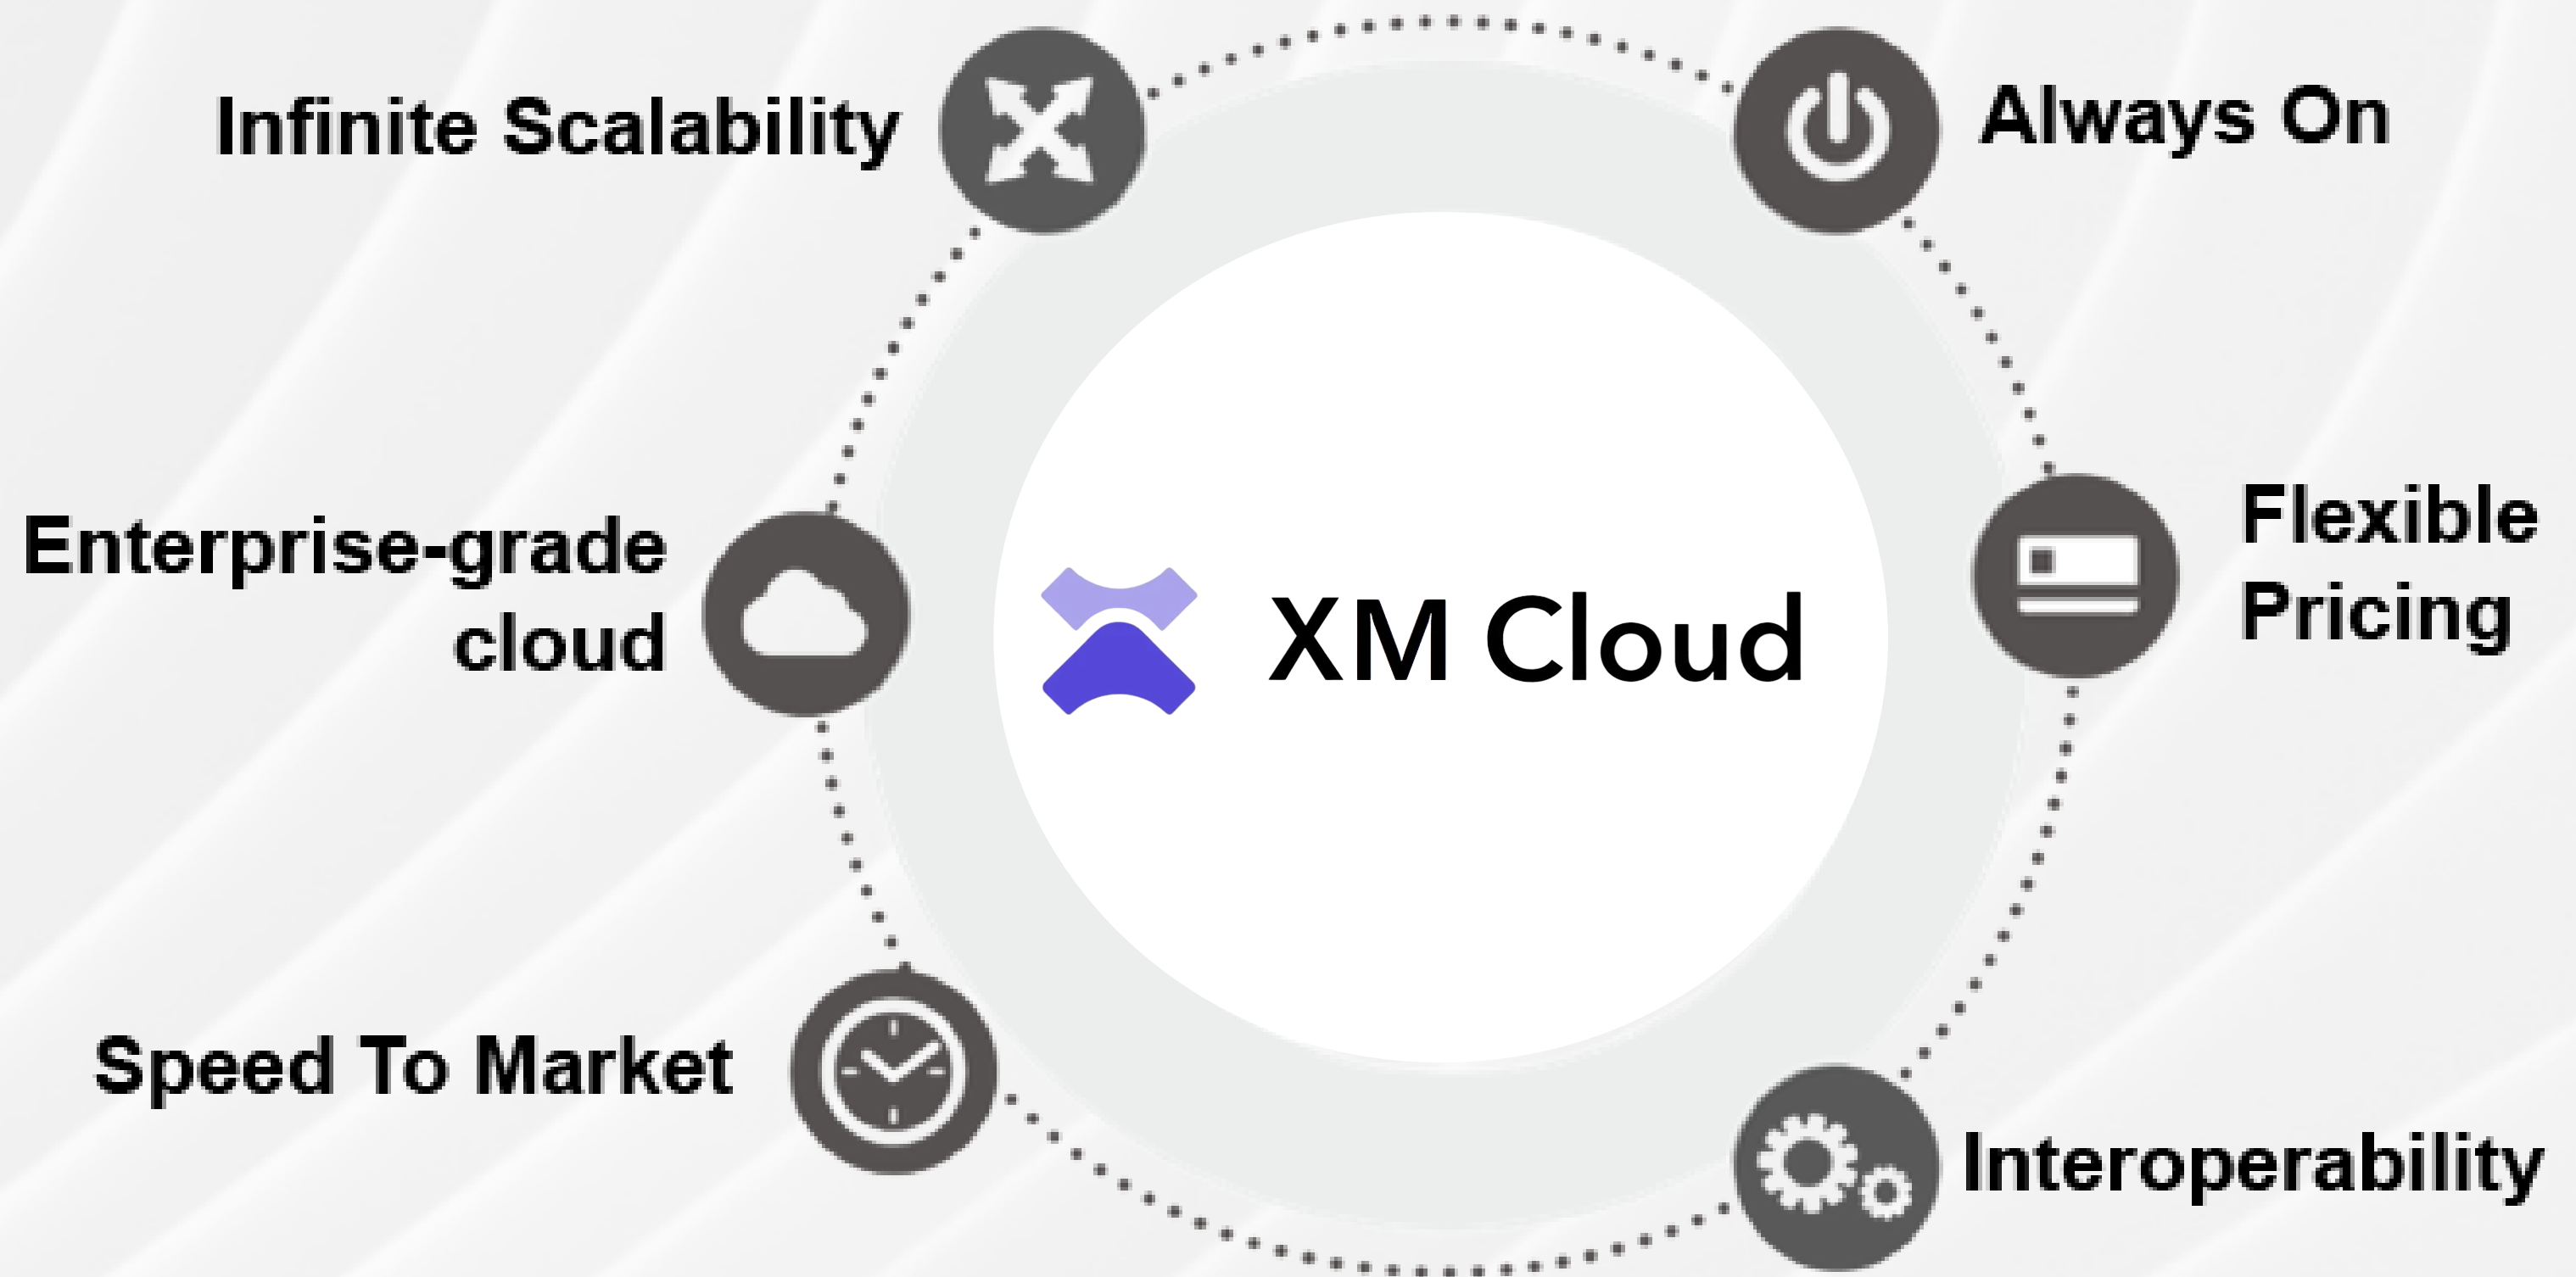 Infinite Scalability
Always On
Enterprise-grade
cloud
XM Cloud
Flexible
Pricing
Speed To Market
Interoperability